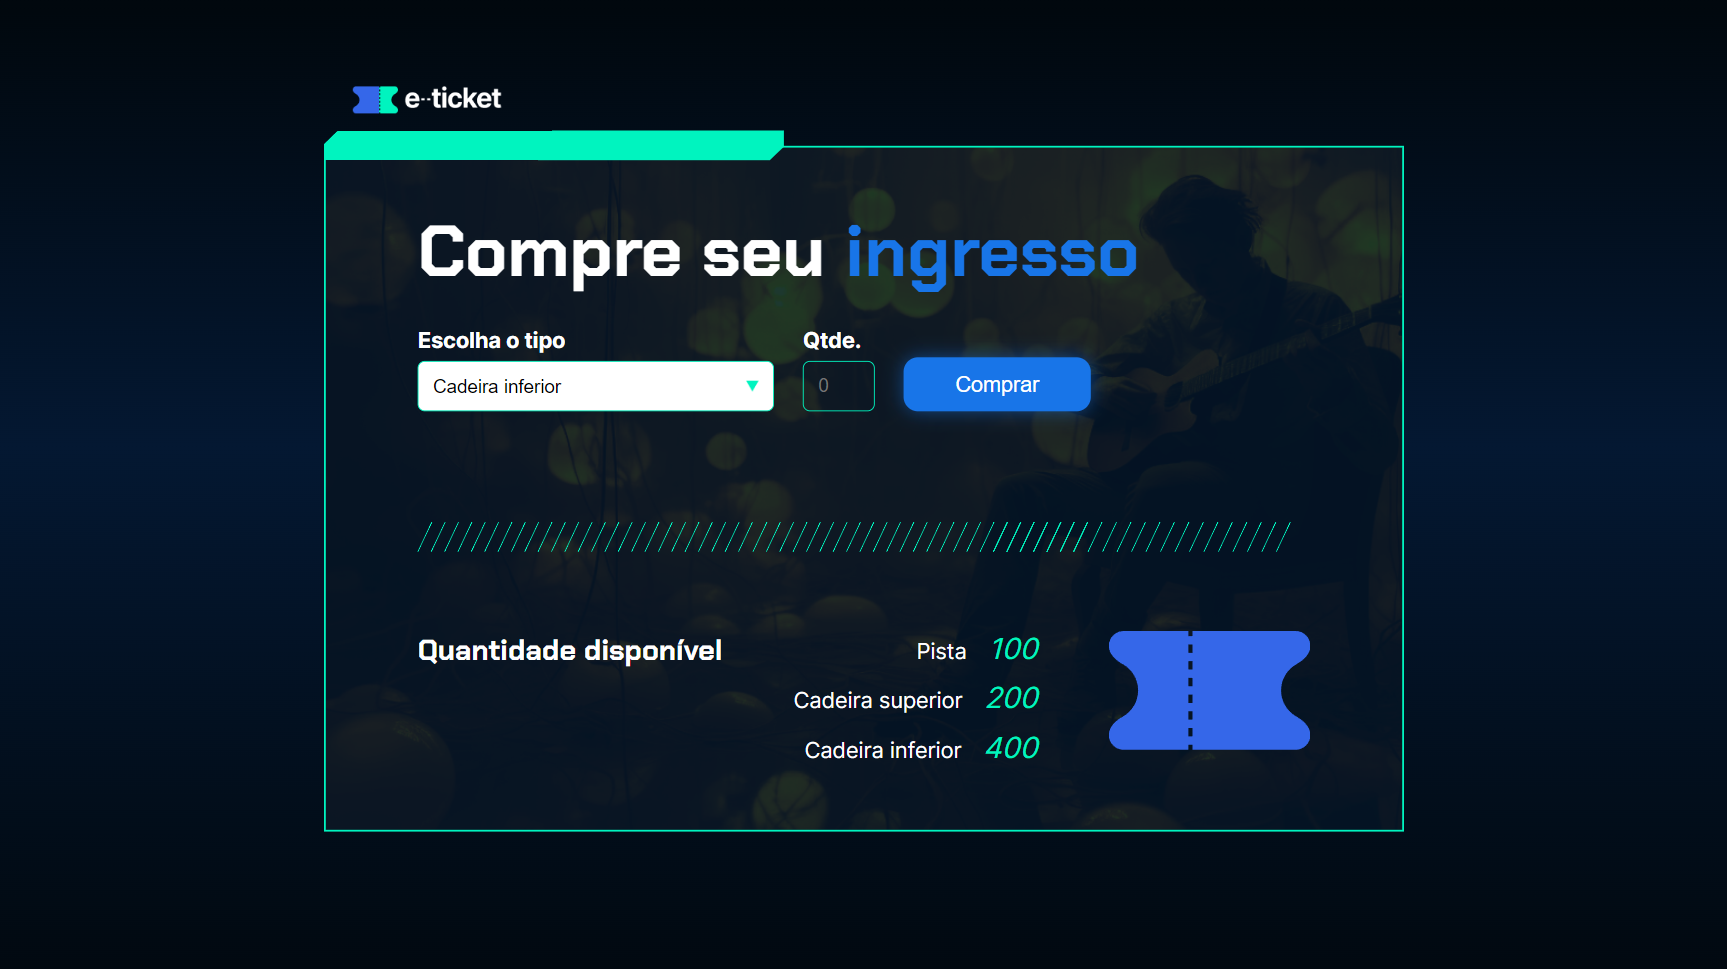 e--ticket
Compre seu ingresso
Escolha o tipo
Qtde.
Cadeira inferior
0
Comprar
Quantidade disponível
Pista 100
Cadeira superior 200
Cadeira inferior 400